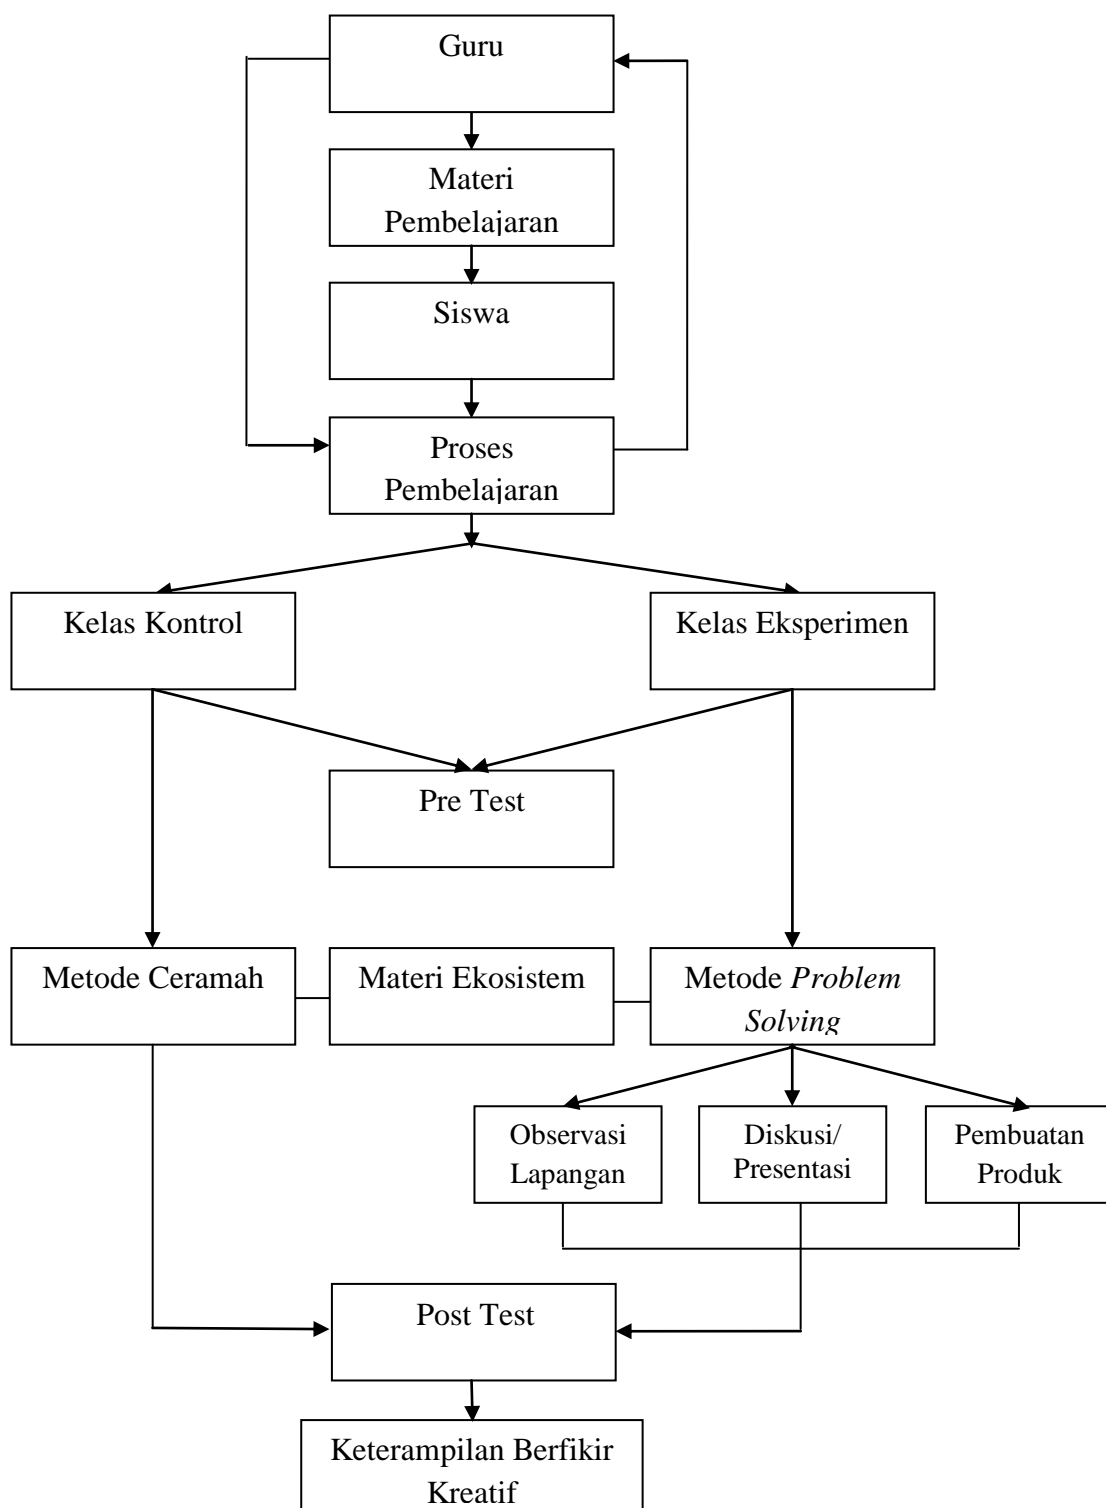 Guru
Materi
Pembelajaran
Siswa
Proses
Pembelajaran
Kelas Kontrol
Kelas Eksperimen
Pre Test
Metode Ceramah
Materi Ekosistem
Metode Problem
Solving
Observasi
Lapangan
Diskusi/
Presentasi
Pembuatan
Produk
Post Test
Keterampilan Berfikir
Kreatif